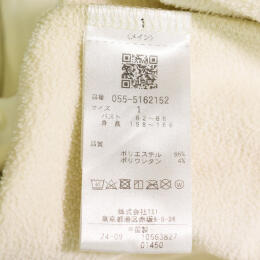 1
〈メイン〉
品番 055-5162152
サイズ 1
バスト 82-86
身長 158-166
品質
ポリエステル 96%
ポリウレタン 4%
株式会社TSI
東京都港区赤坂8-5-26
中国製
24-09 10563827
01450